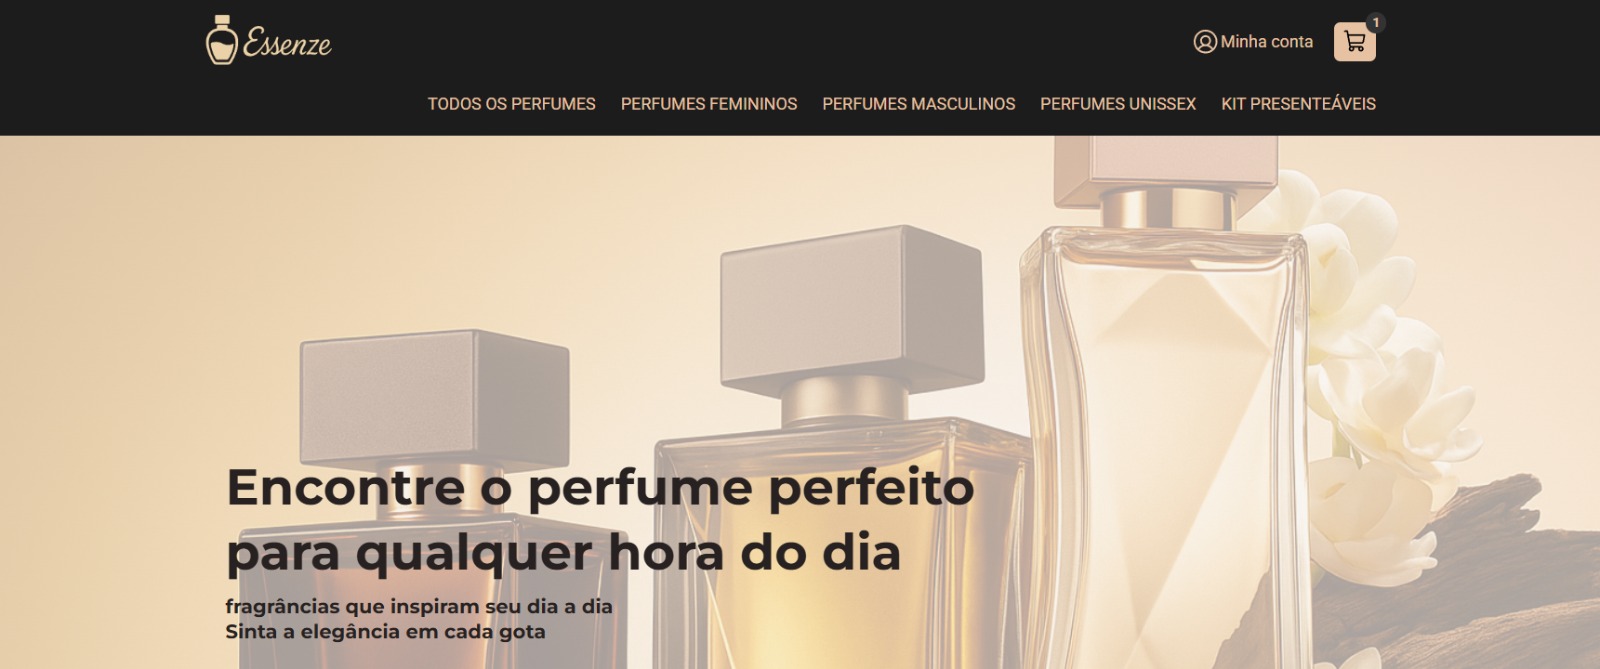 Essenze
Minha conta
1
TODOS OS PERFUMES PERFUMES FEMININOS PERFUMES MASCULINOS PERFUMES UNISSEX KIT PRESENTEÁVEIS
Encontre o perfume perfeito
para qualquer hora do dia
fragrâncias que inspiram seu dia a dia
Sinta a elegância em cada gota